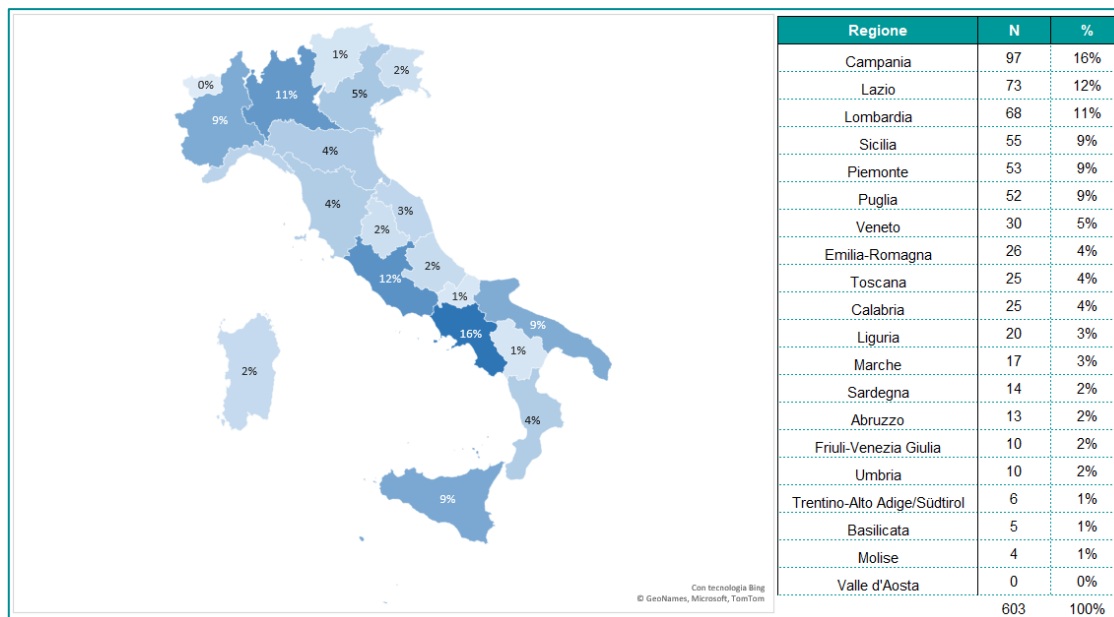 1%
2%
0%
11%
5%
9%
4%
4%
3%
2%
2%
12%
1%
9%
16%
1%
2%
4%
9%
Con tecnologia Bing
© GeoNames, Microsoft, TomTom
Regione N %
Campania 97 16%
Lazio 73 12%
Lombardia 68 11%
Sicilia 55 9%
Piemonte 53 9%
Puglia 52 9%
Veneto 30 5%
Emilia-Romagna 26 4%
Toscana 25 4%
Calabria 25 4%
Liguria 20 3%
Marche 17 3%
Sardegna 14 2%
Abruzzo 13 2%
Friuli-Venezia Giulia 10 2%
Umbria 10 2%
Trentino-Alto Adige/Südtirol 6 1%
Basilicata 5 1%
Molise 4 1%
Valle d'Aosta 0 0%
603 100%